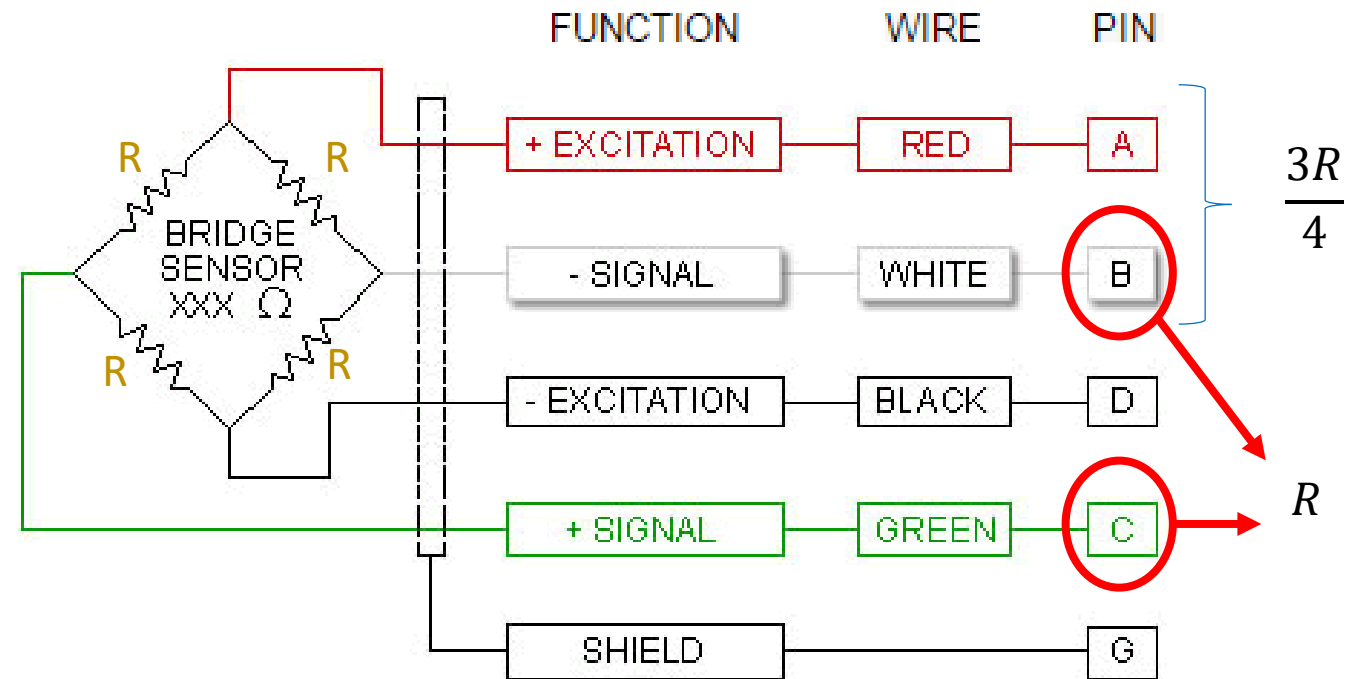 FUNCTION WIRE PIN
R R
+ EXCITATION RED A
BRIDGE
SENSOR
XXX Ω
- SIGNAL WHITE B
3R
4
R R
- EXCITATION BLACK D
+ SIGNAL GREEN C
R
SHIELD G